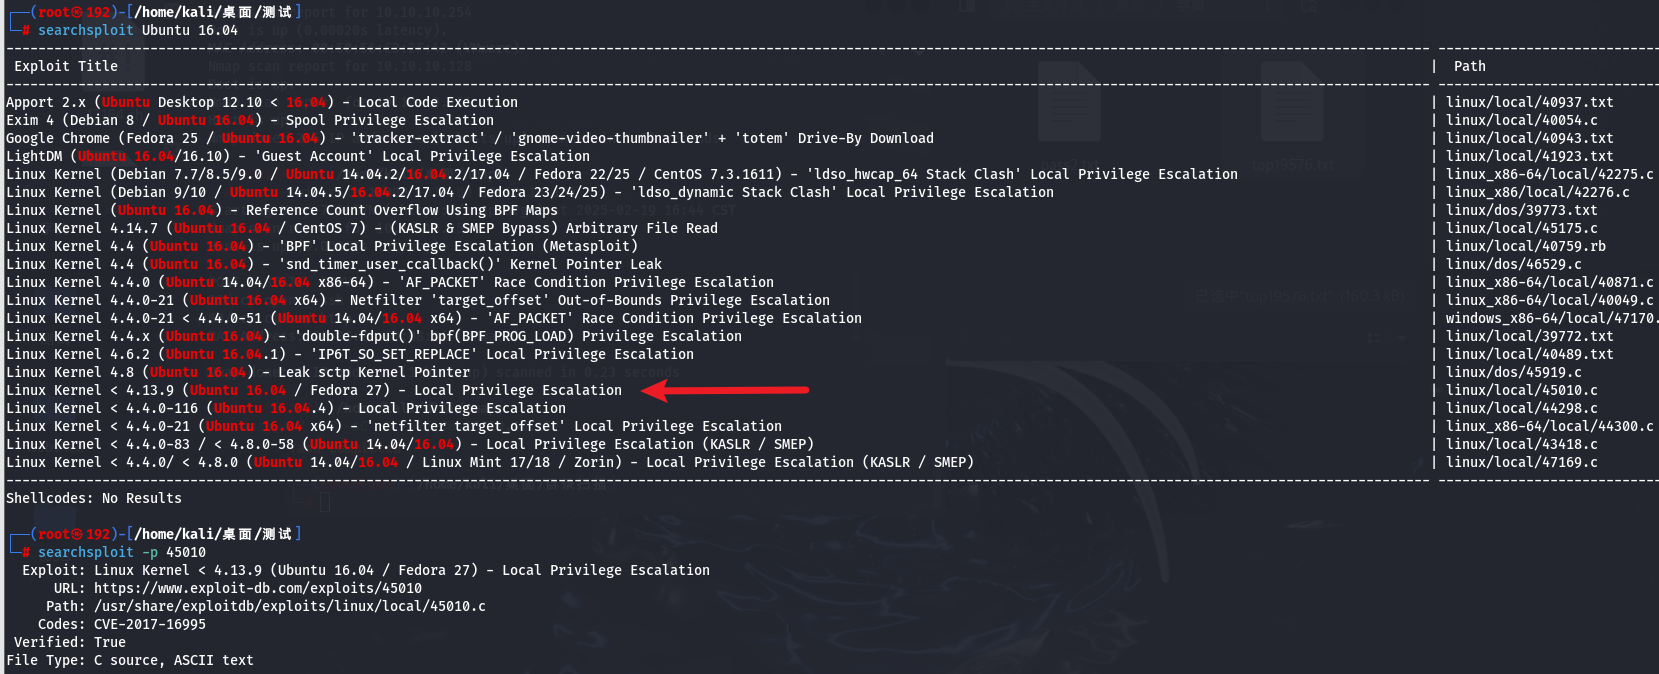 ┌──(root㉿192)-[/home/kali/桌面/测试]
└─# searchsploit Ubuntu 16.04
Exploit Title | Path
Apport 2.x (Ubuntu Desktop 12.10 < 16.04) - Local Code Execution | linux/local/40937.txt
Exim 4 (Debian 8 / Ubuntu 16.04) - Spool Privilege Escalation | linux/local/40054.c
Google Chrome (Fedora 25 / Ubuntu 16.04) - 'tracker-extract' / 'gnome-video-thumbnailer' + 'totem' Drive-By Download | linux/local/40943.txt
LightDM (Ubuntu 16.04/16.10) - 'Guest Account' Local Privilege Escalation | linux/local/41923.txt
Linux Kernel (Debian 7.7/8.5/9.0 / Ubuntu 14.04.2/16.04.2/17.04 / Fedora 22/25 / CentOS 7.3.1611) - 'ldso_hwcap_64 Stack Clash' Local Privilege Escalation | linux_x86-64/local/42275.c
Linux Kernel (Debian 9/10 / Ubuntu 14.04.5/16.04.2/17.04 / Fedora 23/24/25) - 'ldso_dynamic Stack Clash' Local Privilege Escalation | linux_x86/local/42276.c
Linux Kernel (Ubuntu 16.04) - Reference Count Overflow Using BPF Maps | linux/dos/39773.txt
Linux Kernel 4.14.7 (Ubuntu 16.04 / CentOS 7) - (KASLR & SMEP Bypass) Arbitrary File Read | linux/local/45175.c
Linux Kernel 4.4 (Ubuntu 16.04) - 'BPF' Local Privilege Escalation (Metasploit) | linux/local/40759.rb
Linux Kernel 4.4 (Ubuntu 16.04) - 'snd_timer_user_ccallback()' Kernel Pointer Leak | linux/dos/46529.c
Linux Kernel 4.4.0 (Ubuntu 14.04/16.04 x86-64) - 'AF_PACKET' Race Condition Privilege Escalation | linux_x86-64/local/40871.c
Linux Kernel 4.4.0-21 (Ubuntu 16.04 x64) - Netfilter 'target_offset' Out-of-Bounds Privilege Escalation | linux_x86-64/local/40049.c
Linux Kernel 4.4.0-21 < 4.4.0-51 (Ubuntu 14.04/16.04 x64) - 'AF_PACKET' Race Condition Privilege Escalation | windows_x86-64/local/47170.
Linux Kernel 4.4.x (Ubuntu 16.04) - 'double-fdput()' bpf(BPF_PROG_LOAD) Privilege Escalation | linux/local/39772.txt
Linux Kernel 4.6.2 (Ubuntu 16.04.1) - 'IP6T_SO_SET_REPLACE' Local Privilege Escalation | linux/local/40489.txt
Linux Kernel 4.8 (Ubuntu 16.04) - Leak sctp Kernel Pointer | linux/dos/45919.c
Linux Kernel < 4.13.9 (Ubuntu 16.04 / Fedora 27) - Local Privilege Escalation | linux/local/45010.c
Linux Kernel < 4.4.0-116 (Ubuntu 16.04.4) - Local Privilege Escalation | linux/local/44298.c
Linux Kernel < 4.4.0-21 (Ubuntu 16.04 x64) - 'netfilter target_offset' Local Privilege Escalation | linux_x86-64/local/44300.c
Linux Kernel < 4.4.0-83 / < 4.8.0-58 (Ubuntu 14.04/16.04) - Local Privilege Escalation (KASLR / SMEP) | linux/local/43418.c
Linux Kernel < 4.4.0/ < 4.8.0 (Ubuntu 14.04/16.04 / Linux Mint 17/18 / Zorin) - Local Privilege Escalation (KASLR / SMEP) | linux/local/47169.c
Shellcodes: No Results
┌──(root㉿192)-[/home/kali/桌面/测试]
└─# searchsploit -p 45010
Exploit: Linux Kernel < 4.13.9 (Ubuntu 16.04 / Fedora 27) - Local Privilege Escalation
URL: https://www.exploit-db.com/exploits/45010
Path: /usr/share/exploitdb/exploits/linux/local/45010.c
Codes: CVE-2017-16995
Verified: True
File Type: C source, ASCII text